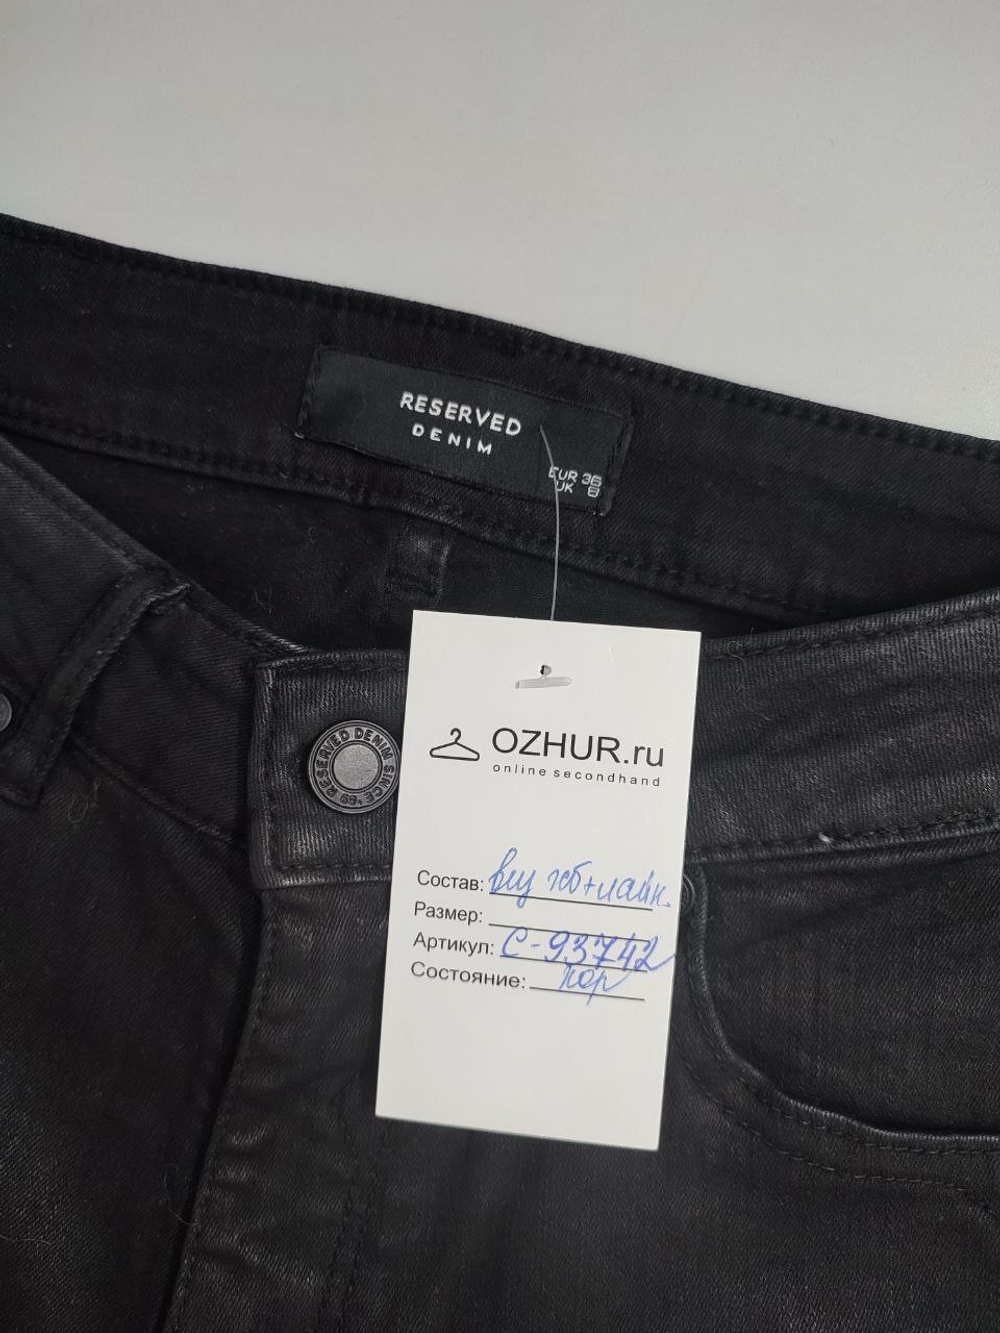 RESERVED
DENIM
EUR 36
UK 8
RESERVED DENIM SINCE '99
OZHUR.ru
online secondhand
Состав: виз хб+лайк.
Размер:
Артикул: С-93742
Состояние: хор